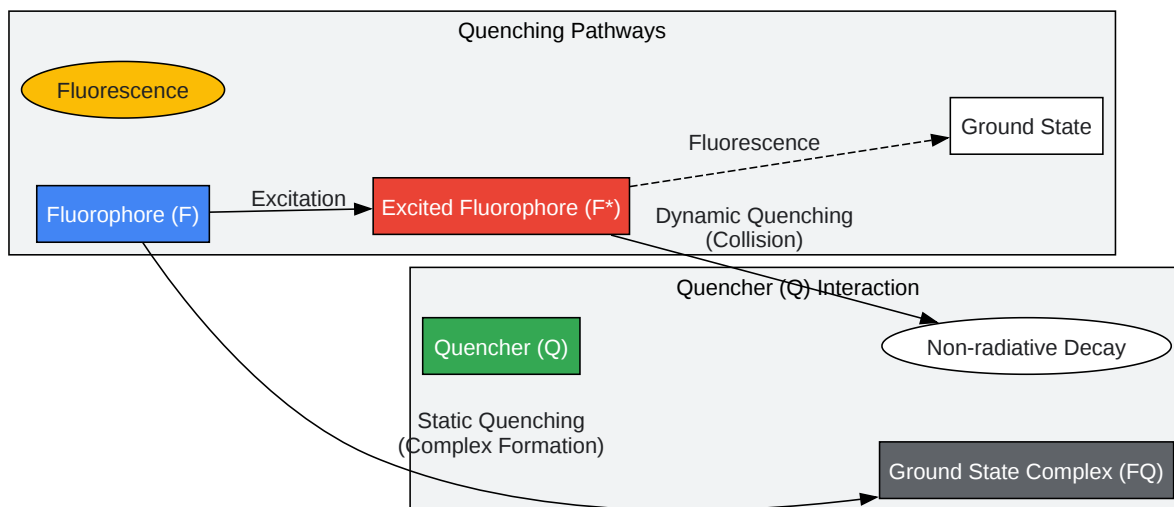 Quenching Pathways
Fluorescence
Ground State
Fluorescence
Excitation
Fluorophore (F)
Excited Fluorophore (F*)
Dynamic Quenching
(Collision)
Quencher (Q) Interaction
Quencher (Q)
Non-radiative Decay
Static Quenching
(Complex Formation)
Ground State Complex (FQ)